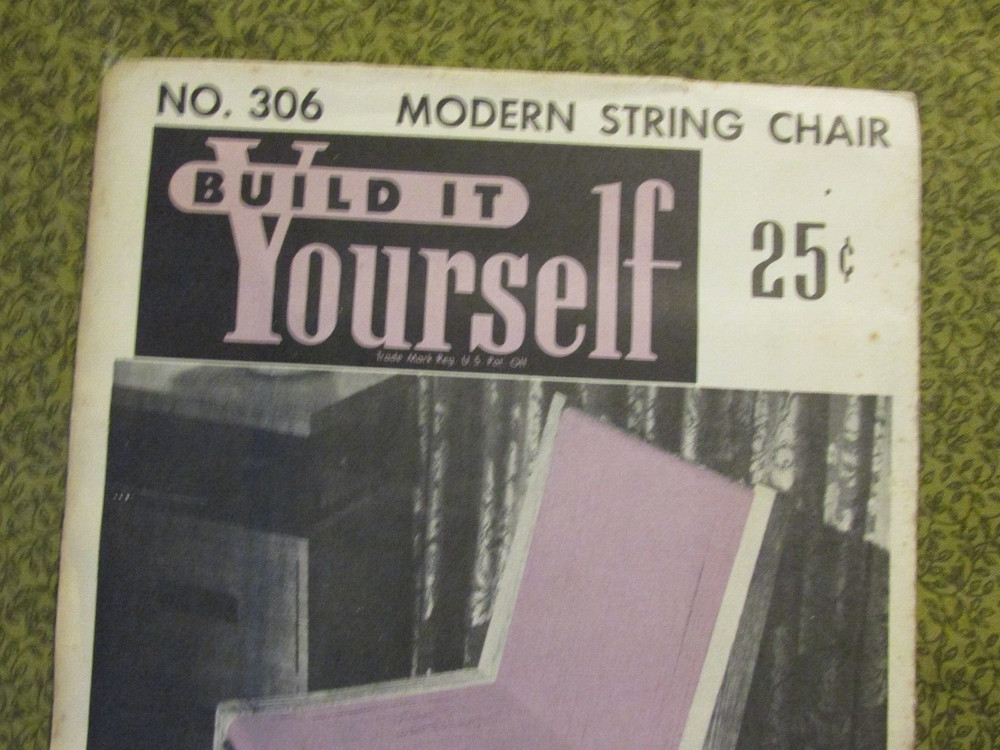 NO. 306 MODERN STRING CHAIR
BUILD IT
Yourself
25¢
Trade Mark Reg. U.S. Pat. Off.